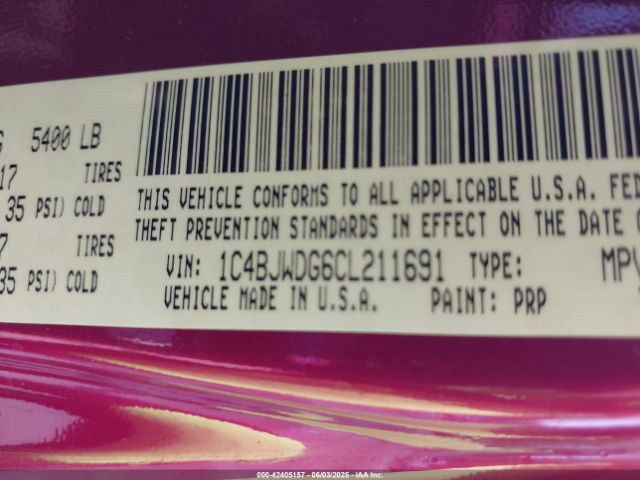 5400 LB
17 TIRES
35 PSI) COLD
7 TIRES
35 PSI) COLD
THIS VEHICLE CONFORMS TO ALL APPLICABLE U.S.A. FED
THEFT PREVENTION STANDARDS IN EFFECT ON THE DATE
VIN: 1C4BJWDG6CL211691 TYPE: MPV
VEHICLE MADE IN U.S.A. PAINT: PRP
000-42405157 - 06/03/2025 - IAA Inc.